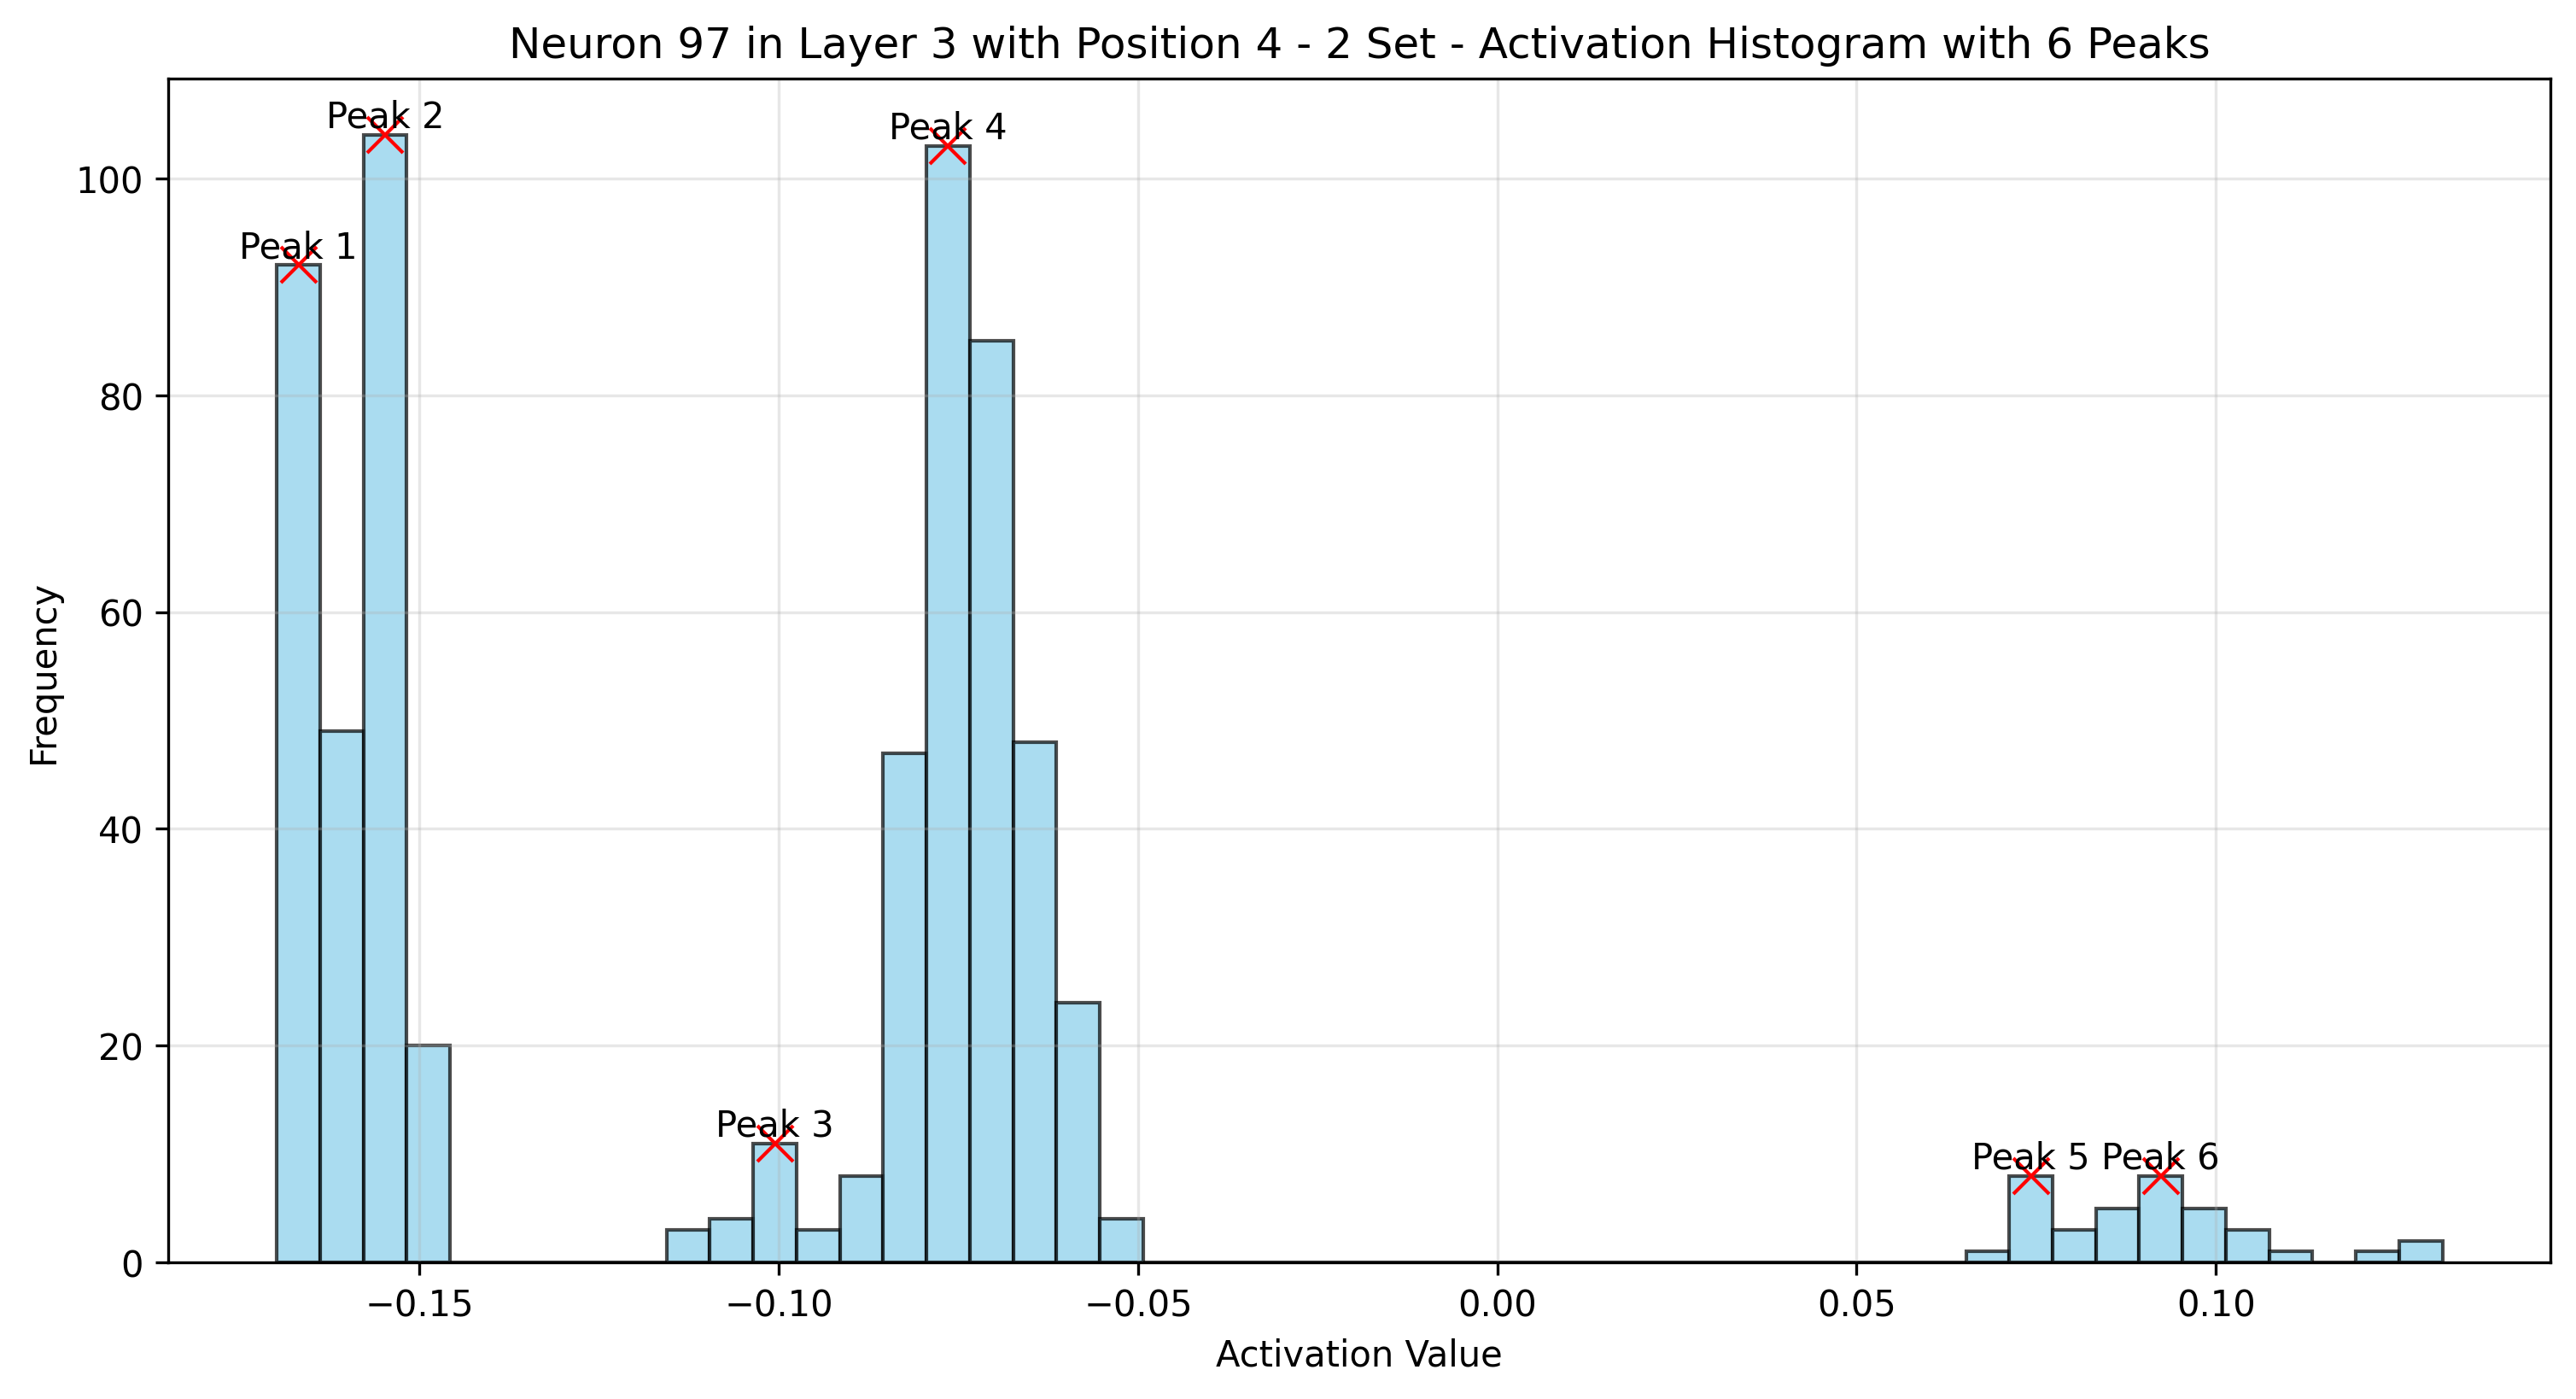 Neuron 97 in Layer 3 with Position 4 - 2 Set - Activation Histogram with 6 Peaks
Peak 2
Peak 4
Peak 1
Peak 3
Peak 5
Peak 6
Frequency
100
80
60
40
20
0
−0.15
−0.10
−0.05
0.00
0.05
0.10
Activation Value